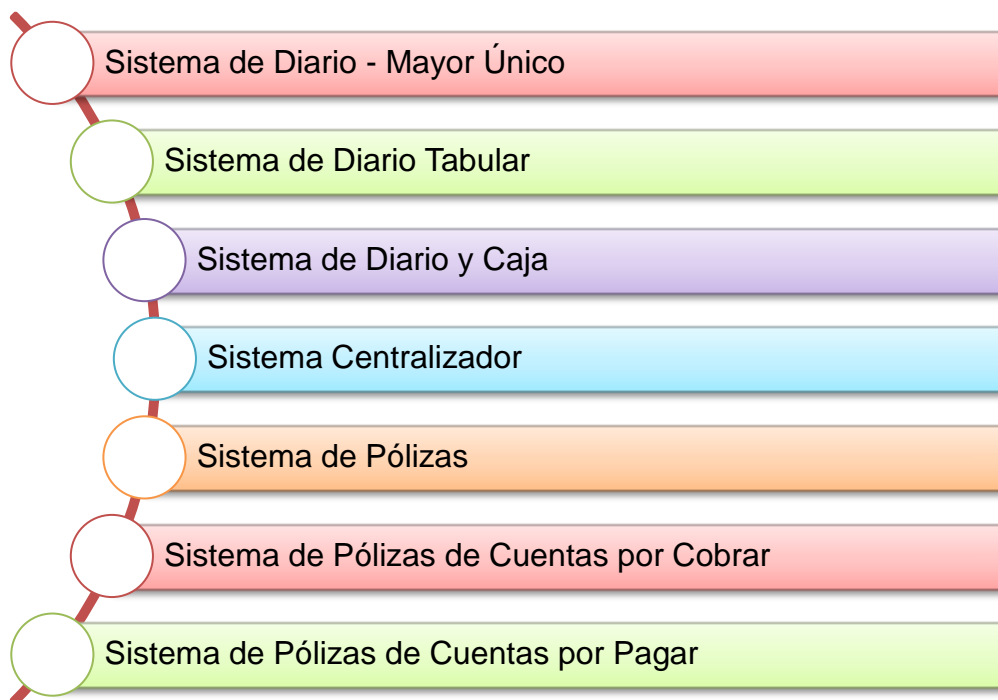 Sistema de Diario - Mayor Único
Sistema de Diario Tabular
Sistema de Diario y Caja
Sistema Centralizador
Sistema de Pólizas
Sistema de Pólizas de Cuentas por Cobrar
Sistema de Pólizas de Cuentas por Pagar